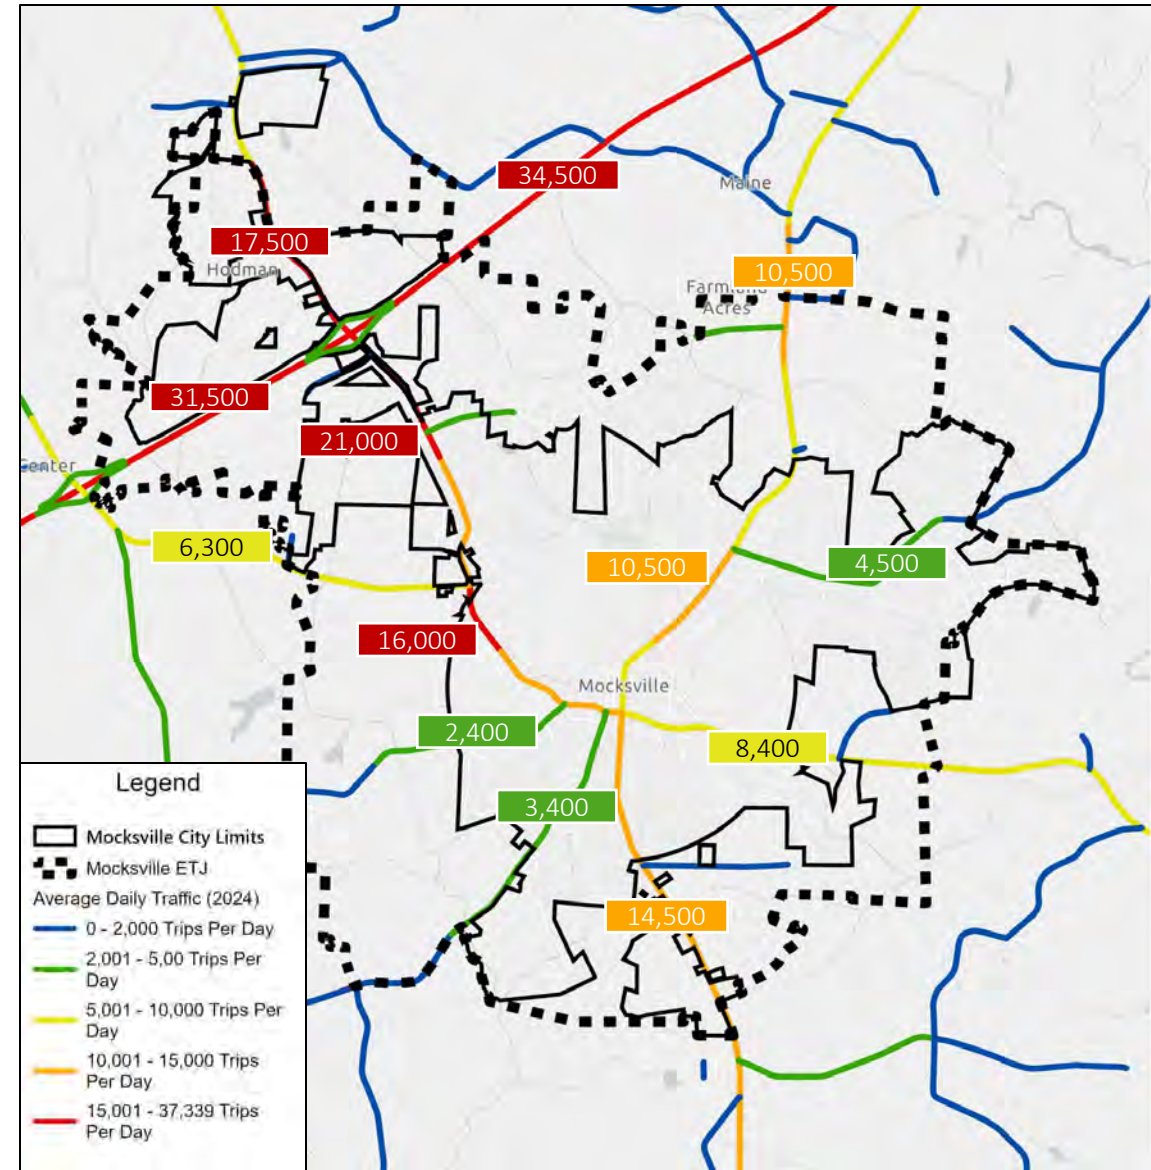 34,500
Maine
17,500
Hodman
10,500
Farmland
Acres
31,500
21,000
Center
6,300
10,500
4,500
16,000
Mocksville
2,400
8,400
3,400
14,500
Legend
Mocksville City Limits
Mocksville ETJ
Average Daily Traffic (2024)
0 - 2,000 Trips Per Day
2,001 - 5,00 Trips Per
Day
5,001 - 10,000 Trips Per
Day
10,001 - 15,000 Trips
Per Day
15,001 - 37,339 Trips
Per Day